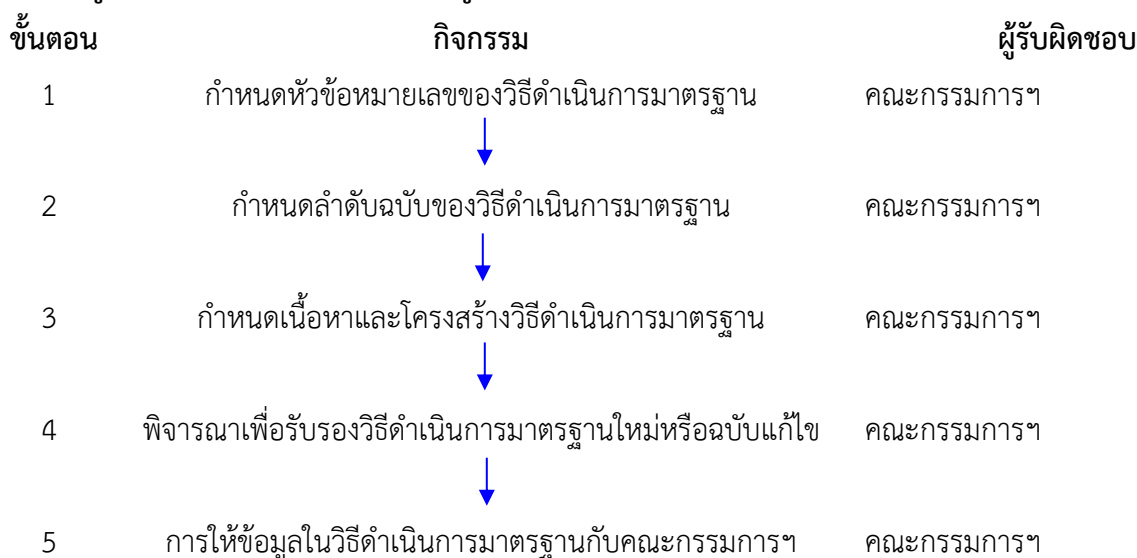 ขั้นตอน กิจกรรม ผู้รับผิดชอบ
1 กำหนดหัวข้อหมายเลขของวิธีดำเนินการมาตรฐาน คณะกรรมการฯ
2 กำหนดลำดับฉบับของวิธีดำเนินการมาตรฐาน คณะกรรมการฯ
3 กำหนดเนื้อหาและโครงสร้างวิธีดำเนินการมาตรฐาน คณะกรรมการฯ
4 พิจารณาเพื่อรับรองวิธีดำเนินการมาตรฐานใหม่หรือฉบับแก้ไข คณะกรรมการฯ
5 การให้ข้อมูลในวิธีดำเนินการมาตรฐานกับคณะกรรมการฯ คณะกรรมการฯ